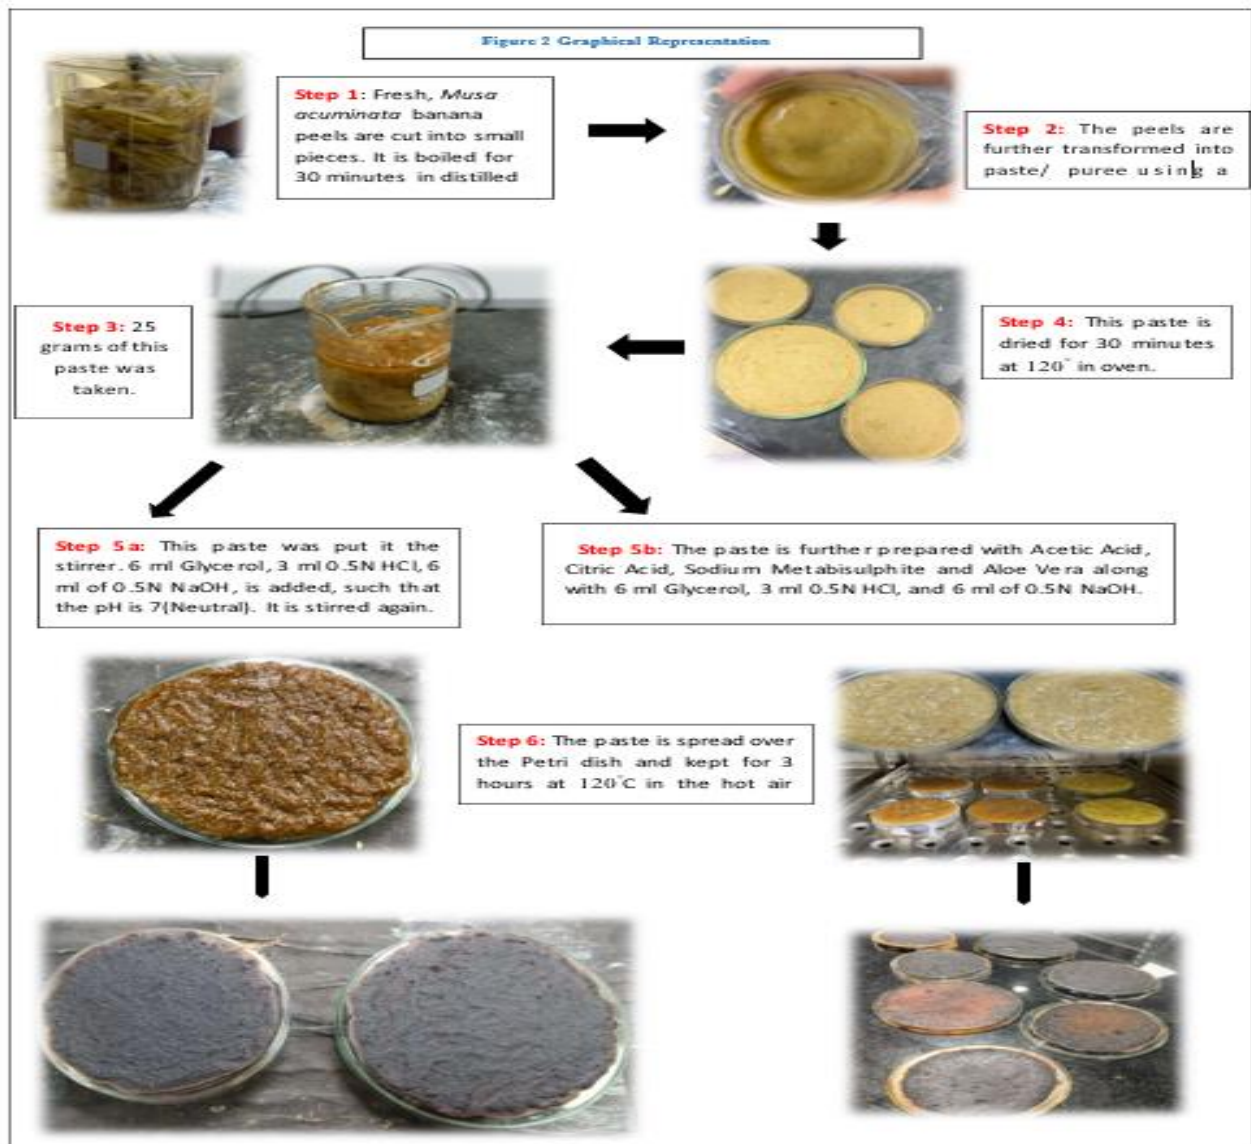 Figure 2 Graphical Representation
Step 1: Fresh, Musa
acuminata banana
peels are cut into small
pieces. It is boiled for
30 minutes in distilled
Step 2: The peels are
further transformed into
paste/ puree using a
Step 4: This paste is
dried for 30 minutes
at 120° in oven.
Step 3: 25
grams of this
paste was
taken.
Step 5a: This paste was put it the
stirrer. 6 ml Glycerol, 3 ml 0.5N HCl, 6
ml of 0.5N NaOH, is added, such that
the pH is 7(Neutral). It is stirred again.
Step 5b: The paste is further prepared with Acetic Acid,
Citric Acid, Sodium Metabisulphite and Aloe Vera along
with 6 ml Glycerol, 3 ml 0.5N HCl, and 6 ml of 0.5N NaOH.
Step 6: The paste is spread over
the Petri dish and kept for 3
hours at 120°C in the hot air